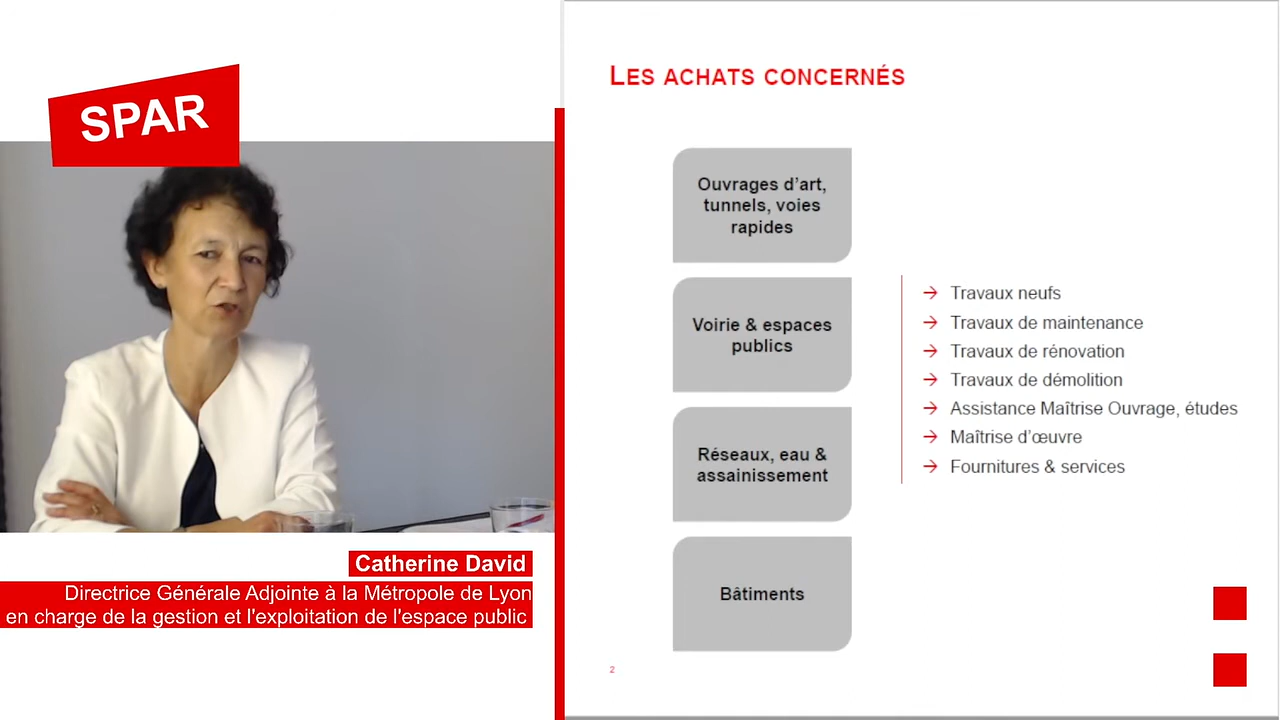 SPAR
Catherine David
Directrice Générale Adjointe à la Métropole de Lyon
en charge de la gestion et l'exploitation de l'espace public
LES ACHATS CONCERNÉS
Ouvrages d'art,
tunnels, voies
rapides
Voirie & espaces
publics
Réseaux, eau &
assainissement
Bâtiments
→ Travaux neufs
→ Travaux de maintenance
→ Travaux de rénovation
→ Travaux de démolition
→ Assistance Maîtrise Ouvrage, études
→ Maîtrise d'œuvre
→ Fournitures & services
2